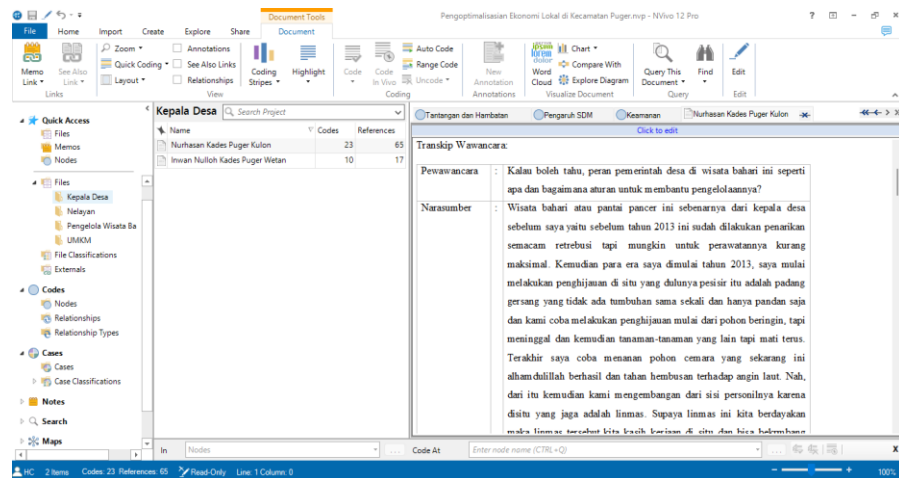 Document Tools
Pengoptimalisasian Ekonomi Lokal di Kecamatan Puger.nvp - NVivo 12 Pro
File Home Import Create Explore Share Document
Memo Link
See Also Link
Zoom
Quick Coding
Layout
Links
Annotations
See Also Links
Relationships
View
Coding Stripes
Highlight
Code
Code In Vivo
Auto Code
Range Code
Uncode
Coding
New Annotation
Annotations
Word Cloud
Chart
Compare With
Explore Diagram
Visualize Document
Query This Document
Find
Query
Edit
Edit
Quick Access
Files
Memos
Nodes
Files
Kepala Desa
Nelayan
Pengelola Wisata Ba
UMKM
File Classifications
Externals
Codes
Nodes
Relationships
Relationship Types
Cases
Cases
Case Classifications
Notes
Search
Maps
Kepala Desa Search Project
Name Codes References
Nurhasan Kades Puger Kulon 23 65
Inwan Nulloh Kades Puger Wetan 10 17
Tantangan dan Hambatan Pengaruh SDM Keamanan Nurhasan Kades Puger Kulon
Click to edit
Transkip Wawancara:
Pewawancara : Kalau boleh tahu, peran pemerintah desa di wisata bahari ini seperti
apa dan bagaimana aturan untuk membantu pengelolaannya?
Narasumber : Wisata bahari atau pantai pancer ini sebenarnya dari kepala desa
sebelum saya yaitu sebelum tahun 2013 ini sudah dilakukan penarikan
semacam retrebusi tapi mungkin untuk perawatannya kurang
maksimal. Kemudian para era saya dimulai tahun 2013, saya mulai
melakukan penghijauan di situ yang dulunya pesisir itu adalah padang
gersang yang tidak ada tumbuhan sama sekali dan hanya pandan saja
dan kami coba melakukan penghijauan mulai dari pohon beringin, tapi
meninggal dan kemudian tanaman-tanaman yang lain tapi mati terus.
Terakhir saya coba menanan pohon cemara yang sekarang ini
alhamdulillah berhasil dan tahan hembusan terhadap angin laut. Nah,
dari itu kemudian kami mengembangan dari sisi personilnya karena
disitu yang jaga adalah linmas. Supaya linmas ini kita berdayakan
maka linmas tersebut kita kasih kerjaan di situ dan bisa bekembang
In Nodes
Code At Enter node name (CTRL+Q)
HC 2 Items Codes: 23 References: 65 Read-Only Line: 1 Column: 0
100%